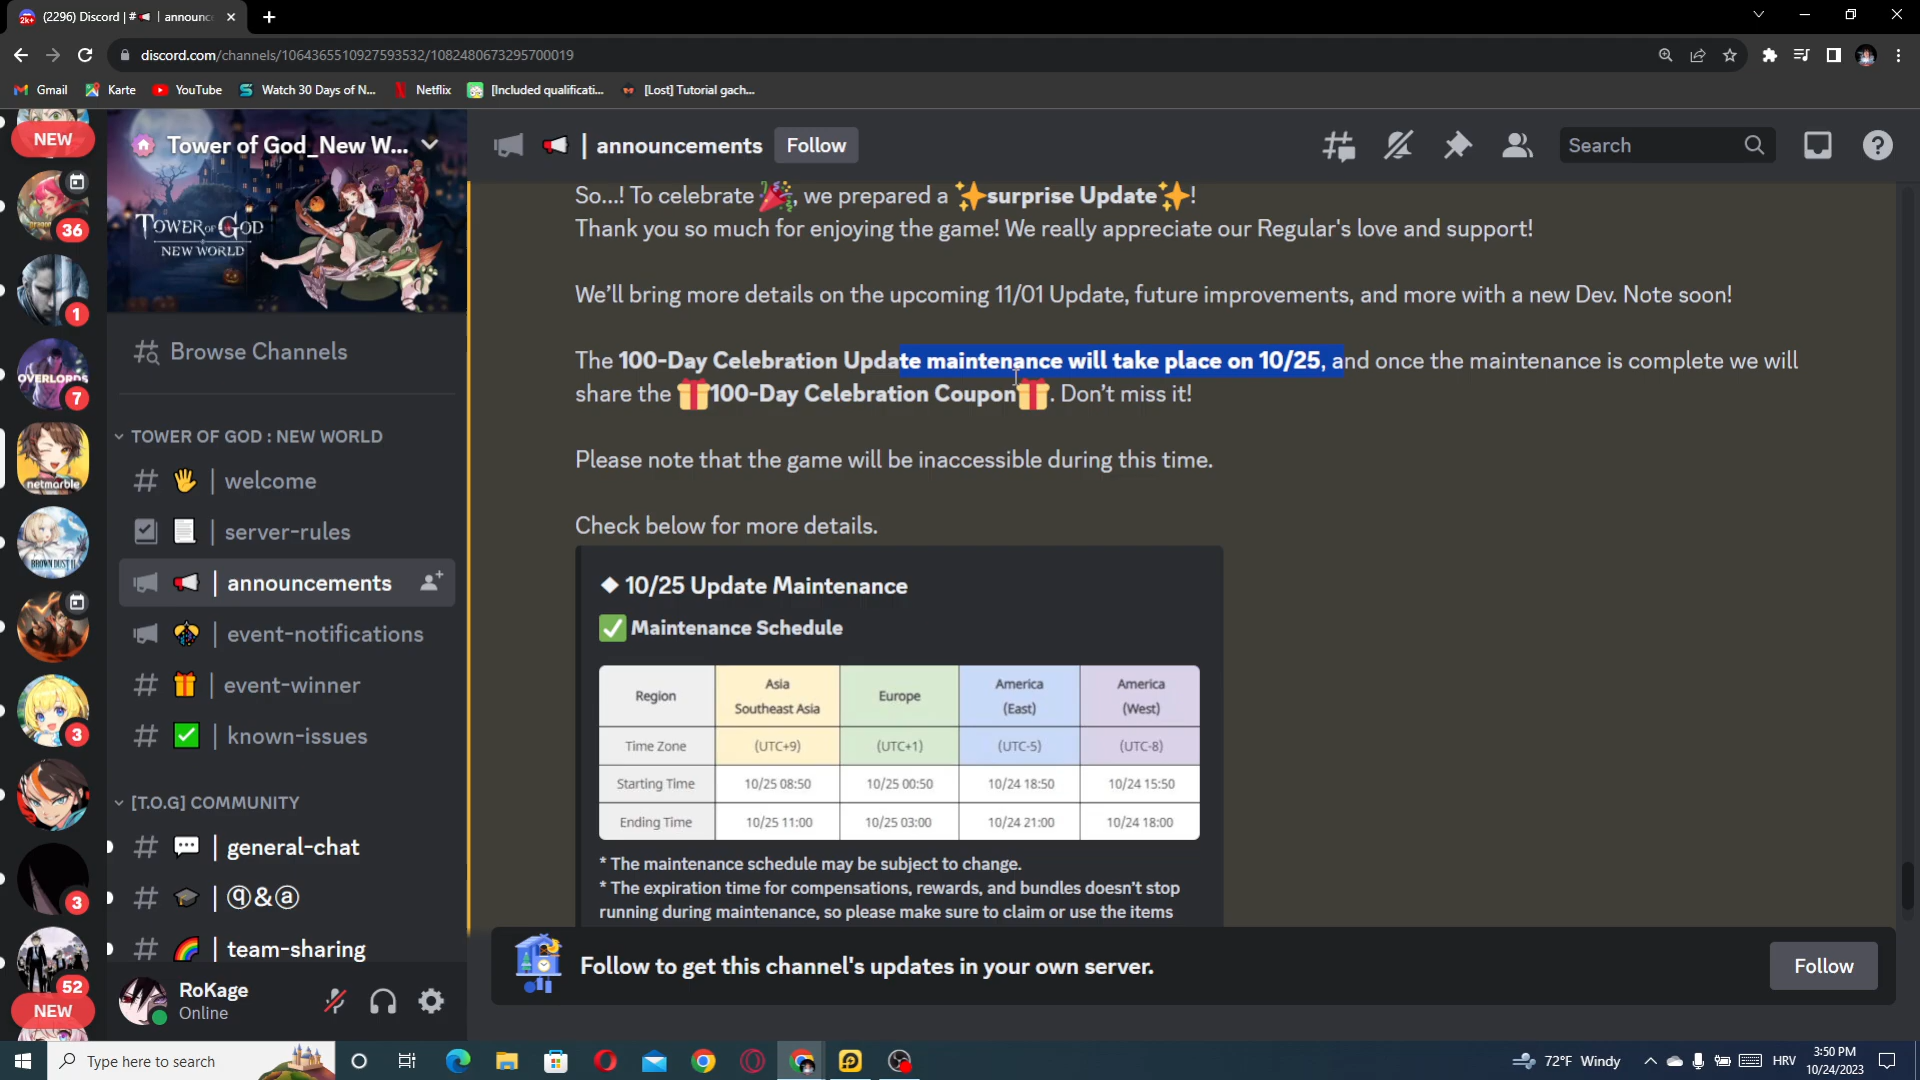 (2296) Discord | # | announc
discord.com/channels/1064365510927593532/1082480673295700019
Gmail
Karte
YouTube
Watch 30 Days of N...
Netflix
[Included qualificati...
[Lost] Tutorial gach...
NEW
36
1
OVERLORDS
7
netmarble
BROWN DUST II
3
3
52
NEW
Tower of God_New W...
TOWER OF GOD
NEW WORLD
Browse Channels
TOWER OF GOD : NEW WORLD
# 👋 | welcome
📃 | server-rules
📢 | announcements
| event-notifications
# 🎁 | event-winner
# ✅ | known-issues
[T.O.G] COMMUNITY
# 💬 | general-chat
# 🎓 | ⓠ&ⓐ
# 🌈 | team-sharing
RoKage
Online
📢 | announcements
Follow
Search
So...! To celebrate 🎉, we prepared a ✨surprise Update✨!
Thank you so much for enjoying the game! We really appreciate our Regular's love and support!
We'll bring more details on the upcoming 11/01 Update, future improvements, and more with a new Dev. Note soon!
The 100-Day Celebration Update maintenance will take place on 10/25, and once the maintenance is complete we will
share the 🎁100-Day Celebration Coupon🎁. Don't miss it!
Please note that the game will be inaccessible during this time.
Check below for more details.
◆ 10/25 Update Maintenance
✅ Maintenance Schedule
Region | Asia Southeast Asia | Europe | America (East) | America (West)
Time Zone | (UTC+9) | (UTC+1) | (UTC-5) | (UTC-8)
Starting Time | 10/25 08:50 | 10/25 00:50 | 10/24 18:50 | 10/24 15:50
Ending Time | 10/25 11:00 | 10/25 03:00 | 10/24 21:00 | 10/24 18:00
* The maintenance schedule may be subject to change.
* The expiration time for compensations, rewards, and bundles doesn't stop
running during maintenance, so please make sure to claim or use the items
Follow to get this channel's updates in your own server.
Follow
Type here to search
72°F Windy
HRV
3:50 PM
10/24/2023